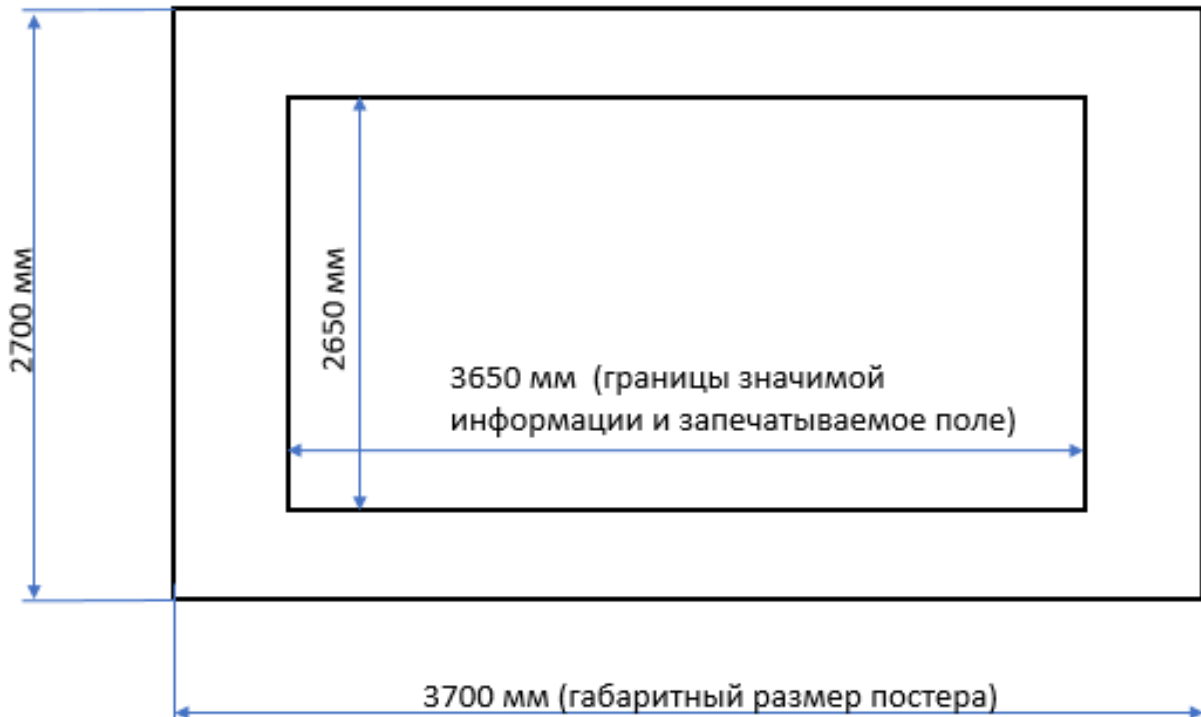 2700 мм
2650 мм
3650 мм (границы значимой
информации и запечатываемое поле)
3700 мм (габаритный размер постера)